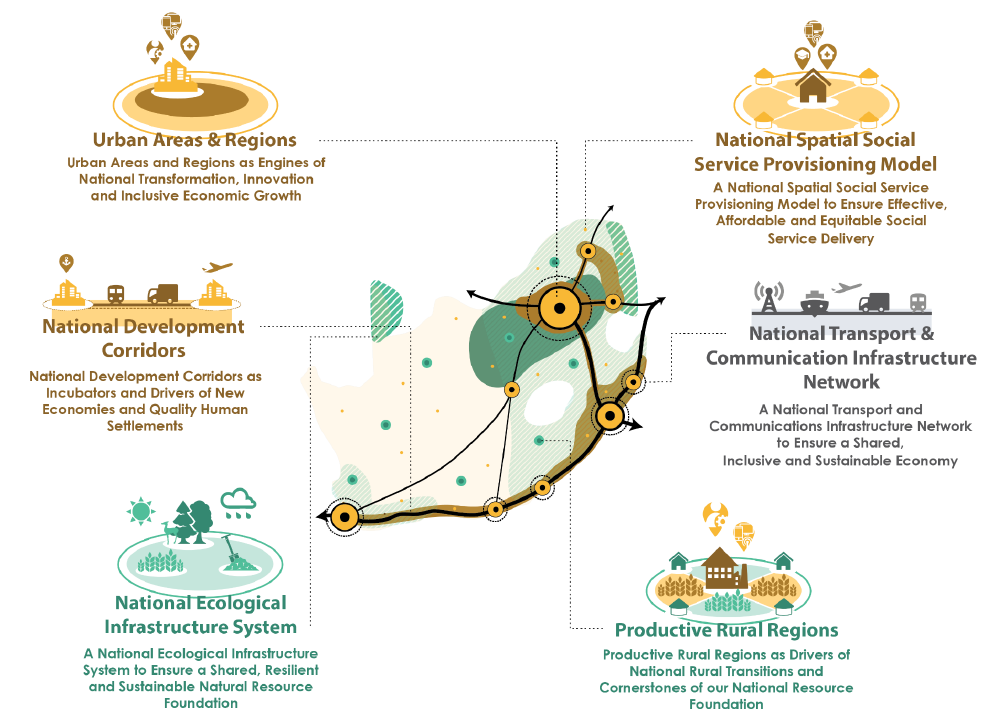 Urban Areas & Regions
Urban Areas and Regions as Engines of
National Transformation, Innovation
and Inclusive Economic Growth
National Spatial Social
Service Provisioning Model
A National Spatial Social Service
Provisioning Model to Ensure Effective,
Affordable and Equitable Social
Service Delivery
National Development
Corridors
National Development Corridors as
Incubators and Drivers of New
Economies and Quality Human
Settlements
National Transport &
Communication Infrastructure
Network
A National Transport and
Communications Infrastructure Network
to Ensure a Shared,
Inclusive and Sustainable Economy
National Ecological
Infrastructure System
A National Ecological Infrastructure
System to Ensure a Shared, Resilient
and Sustainable Natural Resource
Foundation
Productive Rural Regions
Productive Rural Regions as Drivers of
National Rural Transitions and
Cornerstones of our National Resource
Foundation